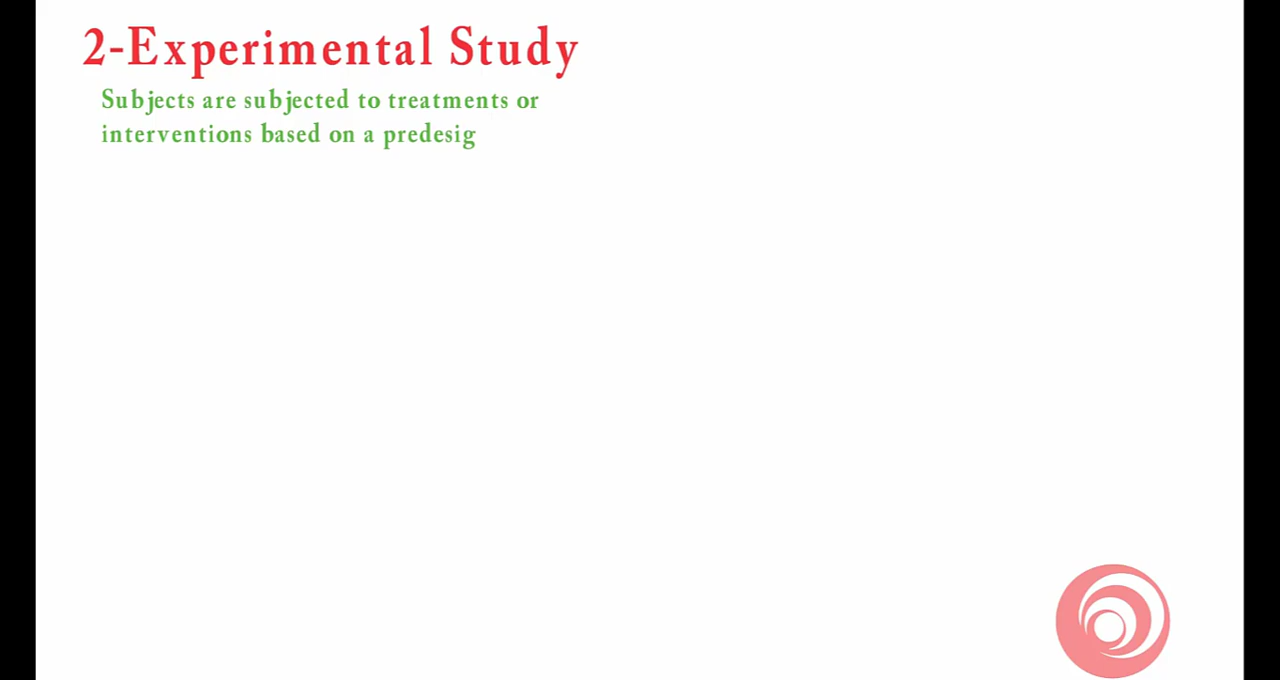 2-Experimental Study
Subjects are subjected to treatments or
interventions based on a predesig